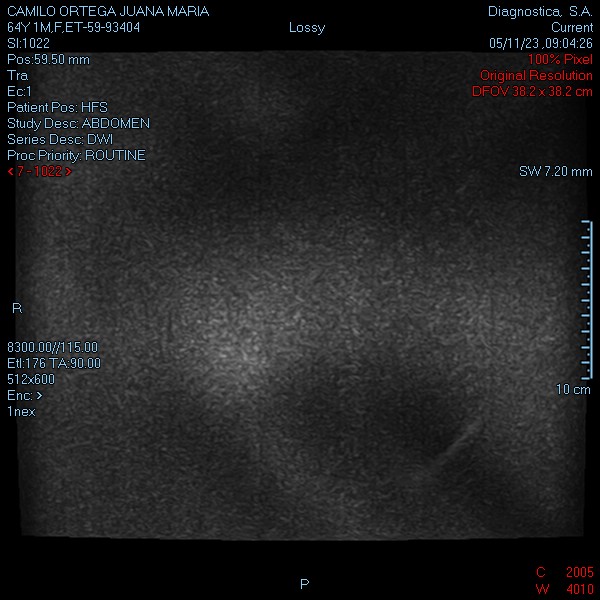 CAMILO ORTEGA JUANA MARIA
64Y 1M,F,ET-59-93404
SI:1022
Pos:59.50 mm
Tra
Ec:1
Patient Pos: HFS
Study Desc: ABDOMEN
Series Desc: DWI
Proc Priority: ROUTINE
< 7 - 1022 >
Lossy
Diagnostica, S.A.
Current
05/11/23 ,09:04:26
100% Pixel
Original Resolution
DFOV 38.2 x 38.2 cm
SW 7.20 mm
R
8300.00//115.00
Etl:176 TA:90.00
512x600
Enc: >
1nex
10 cm
P
C 2005
W 4010